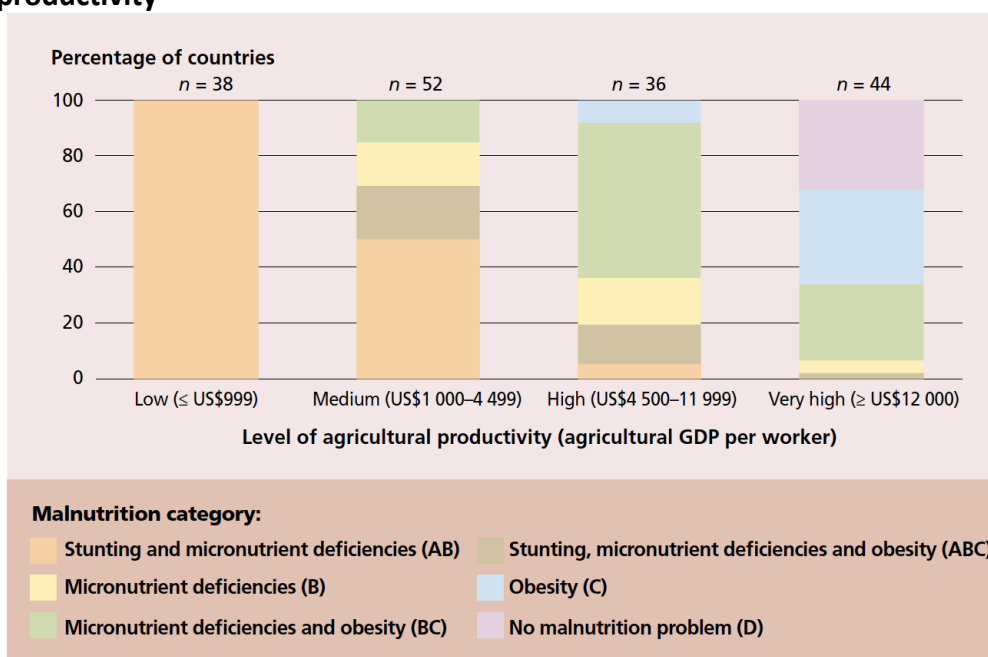 productivity
Percentage of countries
n = 38 n = 52 n = 36 n = 44
100
80
60
40
20
0
Low (≤ US$999) Medium (US$1 000–4 499) High (US$4 500–11 999) Very high (≥ US$12 000)
Level of agricultural productivity (agricultural GDP per worker)
Malnutrition category:
Stunting and micronutrient deficiencies (AB) Stunting, micronutrient deficiencies and obesity (ABC)
Micronutrient deficiencies (B) Obesity (C)
Micronutrient deficiencies and obesity (BC) No malnutrition problem (D)